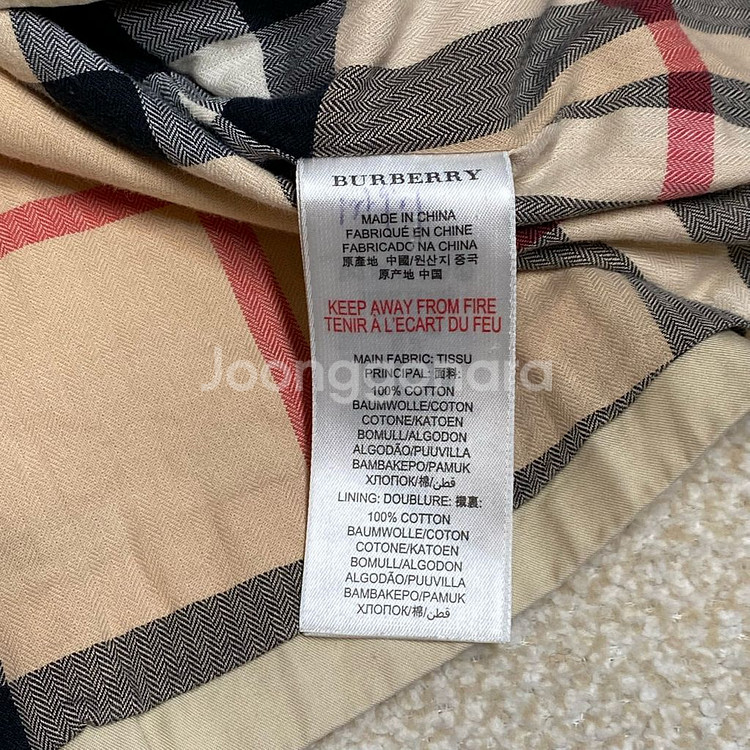 BURBERRY
MADE IN CHINA
FABRIQUÉ EN CHINE
FABRICADO NA CHINA
原產地 中國/원산지 중국
原产地 中国
KEEP AWAY FROM FIRE
TENIR À L'ECART DU FEU
MAIN FABRIC: TISSU
PRINCIPAL: 面料:
100% COTTON
BAUMWOLLE/COTON
COTONE/KATOEN
BOMULL/ALGODON
ALGODÃO/PUUVILLA
BAMBAKEPO/PAMUK
ХЛОПОК/棉/قطن
LINING: DOUBLURE: 襟裏:
100% COTTON
BAUMWOLLE/COTON
COTONE/KATOEN
BOMULL/ALGODON
ALGODÃO/PUUVILLA
BAMBAKEPO/PAMUK
ХЛОПОК/棉/قطن
Joonggonara